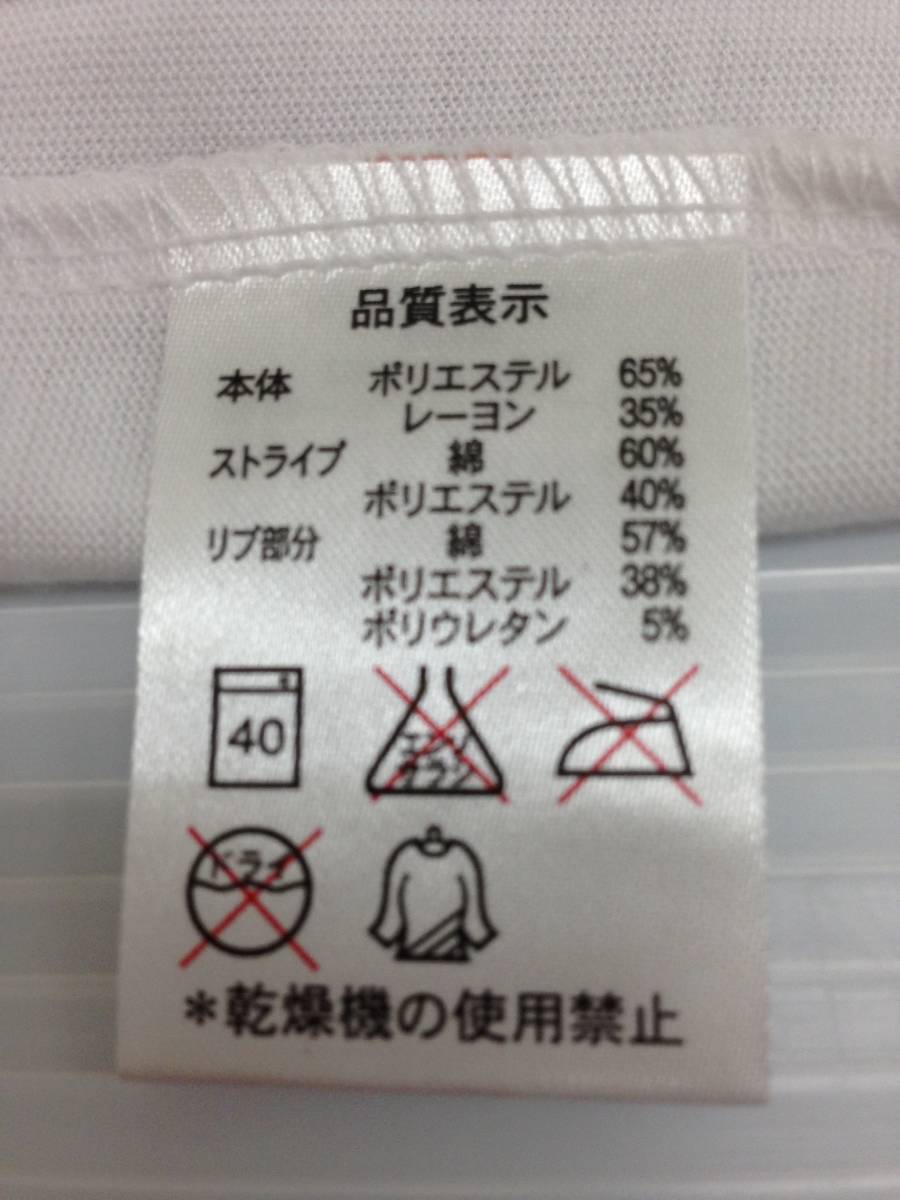 品質表示
本体 ポリエステル 65%
レーヨン 35%
ストライプ 綿 60%
ポリエステル 40%
リブ部分 綿 57%
ポリエステル 38%
ポリウレタン 5%
40
エンソ
サラシ
ドライ
＊乾燥機の使用禁止